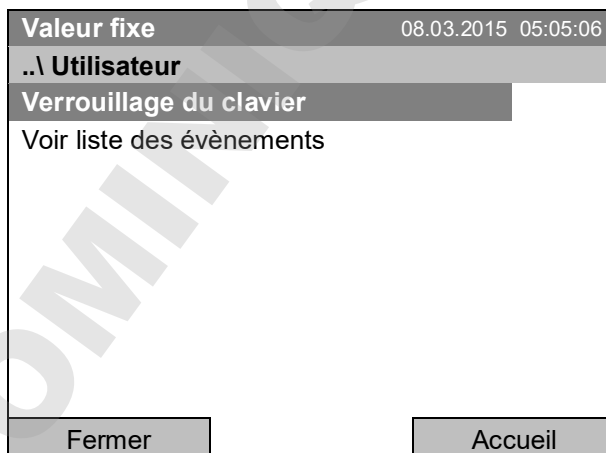 Valeur fixe 08.03.2015 05:05:06
..\ Utilisateur
Verrouillage du clavier
Voir liste des évènements
Fermer Accueil